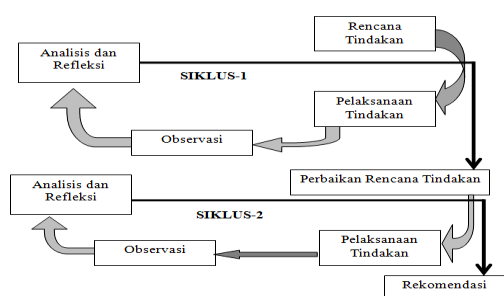 Rencana
Tindakan
Analisis dan
Refleksi
SIKLUS-1
Pelaksanaan
Tindakan
Observasi
Perbaikan Rencana Tindakan
Analisis dan
Refleksi
SIKLUS-2
Pelaksanaan
Tindakan
Observasi
Rekomendasi